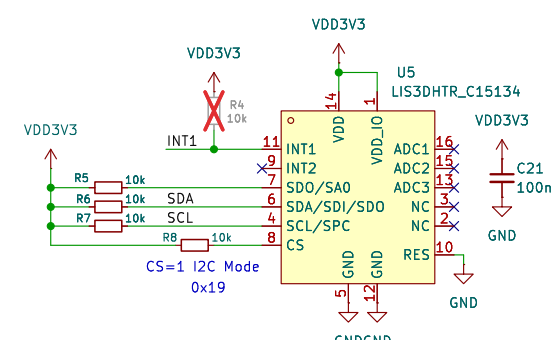 VDD3V3
VDD3V3
U5
LIS3DHTR_C15134
R4
10k
VDD3V3
VDD3V3
INT1
14
1
VDD
VDD_IO
11
INT1
ADC1
16
9
INT2
ADC2
15
C21
100n
R5
10k
7
SDO/SA0
ADC3
13
R6
10k
SDA
6
SDA/SDI/SDO
NC
3
R7
10k
SCL
4
SCL/SPC
NC
2
GND
R8
10k
8
CS
RES
10
CS=1 I2C Mode
0x19
GND
GND
5
12
GND
GNDGND